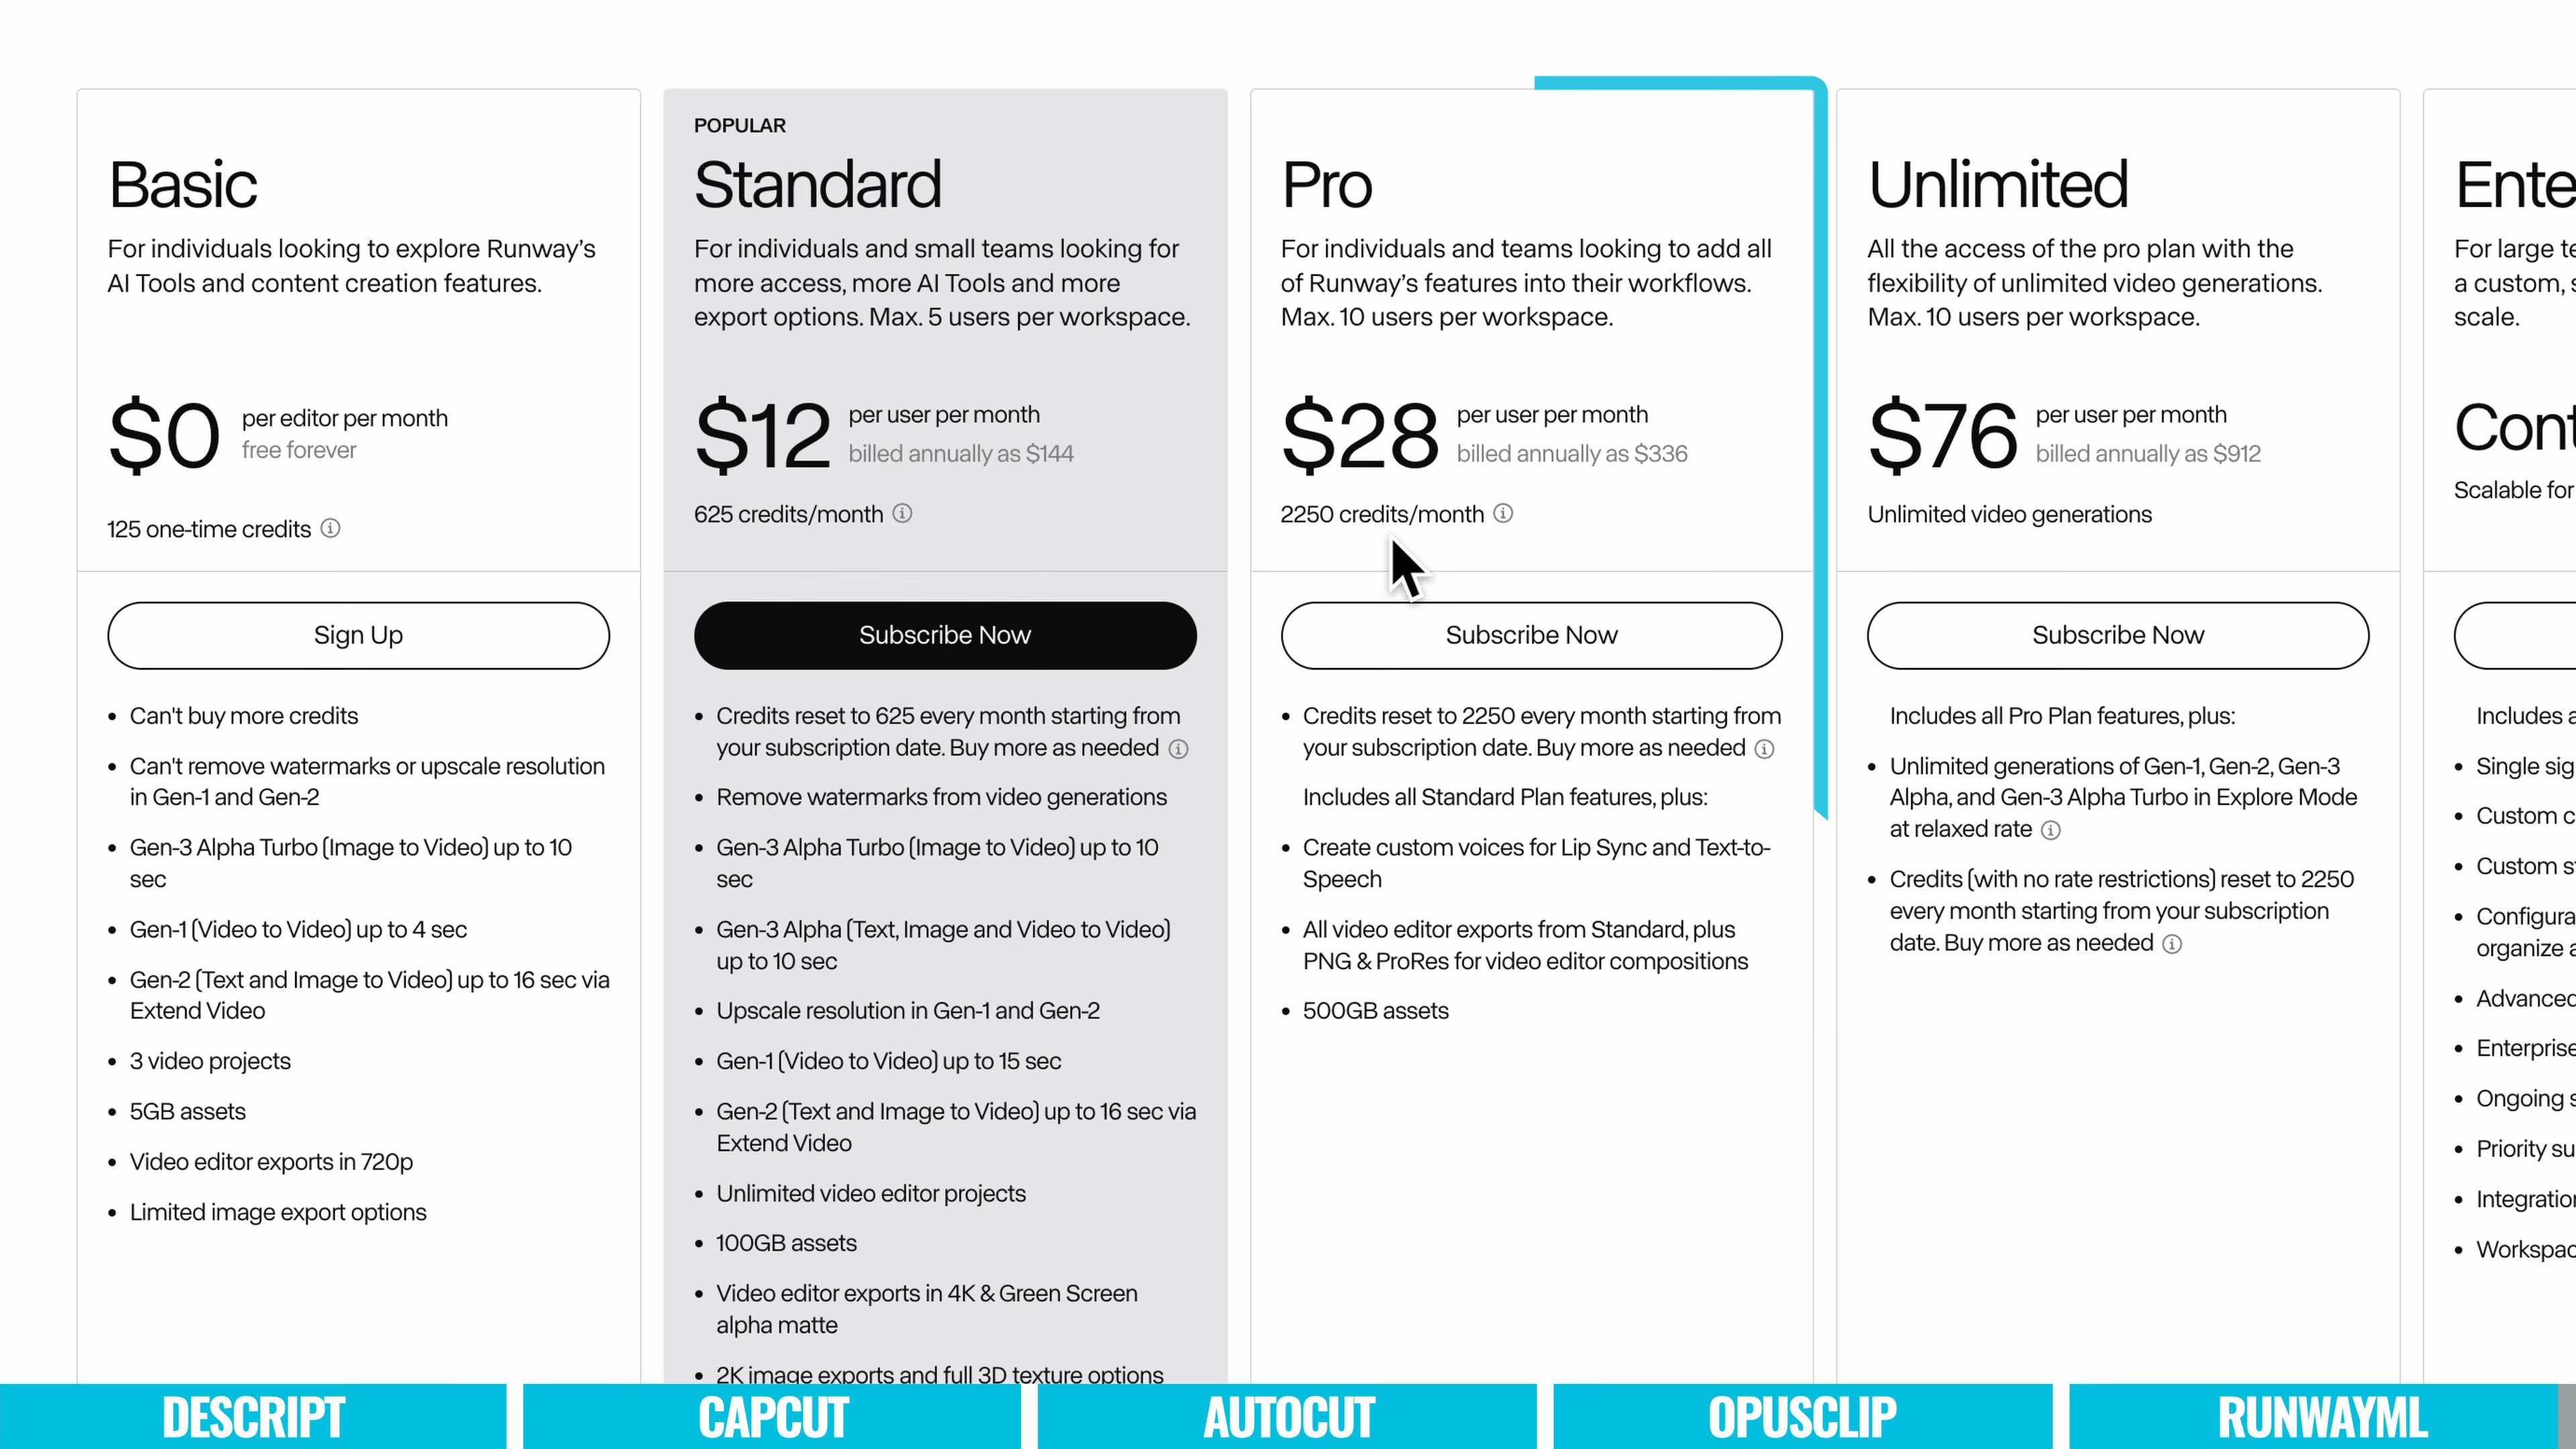 Basic
For individuals looking to explore Runway’s
AI Tools and content creation features.
$0
per editor per month
free forever
125 one-time credits
Sign Up
• Can't buy more credits
• Can't remove watermarks or upscale resolution
in Gen-1 and Gen-2
• Gen-3 Alpha Turbo (Image to Video) up to 10
sec
• Gen-1 (Video to Video) up to 4 sec
• Gen-2 (Text and Image to Video) up to 16 sec via
Extend Video
• 3 video projects
• 5GB assets
• Video editor exports in 720p
• Limited image export options
POPULAR
Standard
For individuals and small teams looking for
more access, more AI Tools and more
export options. Max. 5 users per workspace.
$12
per user per month
billed annually as $144
625 credits/month
Subscribe Now
• Credits reset to 625 every month starting from
your subscription date. Buy more as needed
• Remove watermarks from video generations
• Gen-3 Alpha Turbo (Image to Video) up to 10
sec
• Gen-3 Alpha (Text, Image and Video to Video)
up to 10 sec
• Upscale resolution in Gen-1 and Gen-2
• Gen-1 (Video to Video) up to 15 sec
• Gen-2 (Text and Image to Video) up to 16 sec via
Extend Video
• Unlimited video editor projects
• 100GB assets
• Video editor exports in 4K & Green Screen
alpha matte
• 2K image exports and full 3D texture options
Pro
For individuals and teams looking to add all
of Runway’s features into their workflows.
Max. 10 users per workspace.
$28
per user per month
billed annually as $336
2250 credits/month
Subscribe Now
• Credits reset to 2250 every month starting from
your subscription date. Buy more as needed
Includes all Standard Plan features, plus:
• Create custom voices for Lip Sync and Text-to-
Speech
• All video editor exports from Standard, plus
PNG & ProRes for video editor compositions
• 500GB assets
Unlimited
All the access of the pro plan with the
flexibility of unlimited video generations.
Max. 10 users per workspace.
$76
per user per month
billed annually as $912
Unlimited video generations
Subscribe Now
Includes all Pro Plan features, plus:
• Unlimited generations of Gen-1, Gen-2, Gen-3
Alpha, and Gen-3 Alpha Turbo in Explore Mode
at relaxed rate
• Credits (with no rate restrictions) reset to 2250
every month starting from your subscription
date. Buy more as needed
For large
a custom,
scale.
Scalable for
Includes
• Single
• Custom
• Custom
organize
• Advanced
• Enterprise
• Ongoing
• Priority
DESCRIPT
CAPCUT
AUTOCUT
OPUSCLIP
RUNWAYML